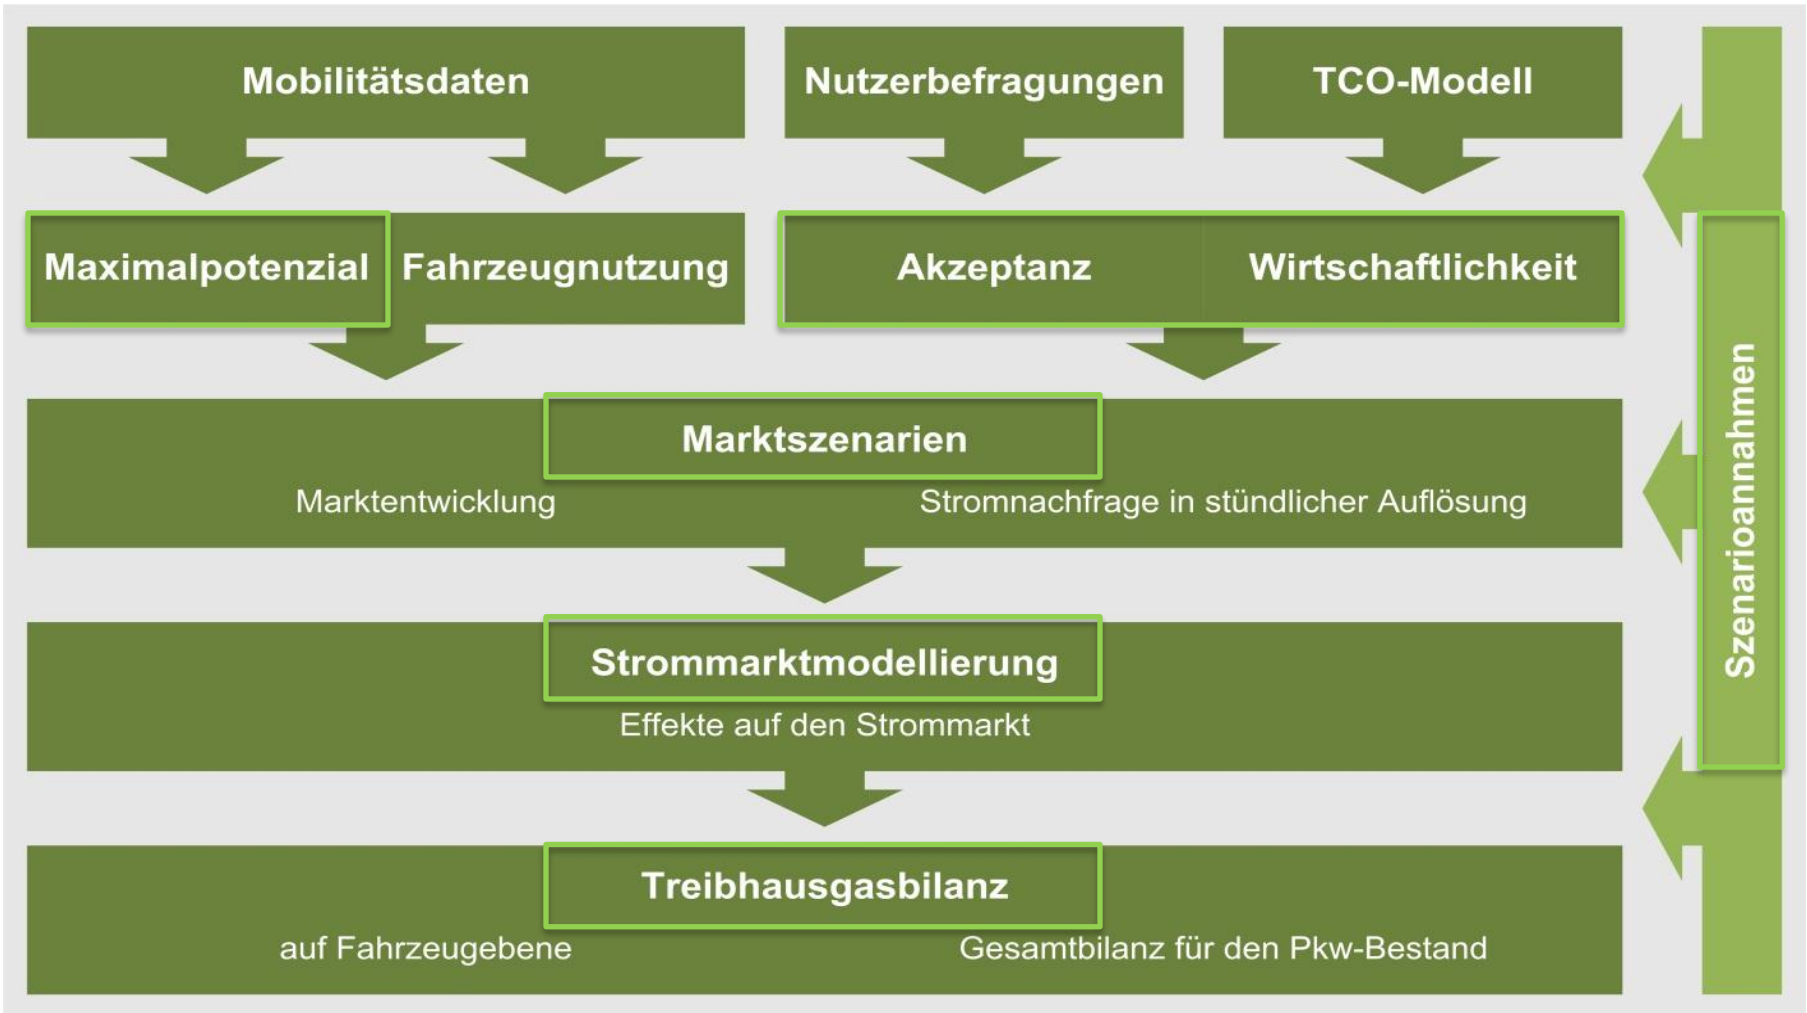 Mobilitätsdaten
Nutzerbefragungen
TCO-Modell
Maximalpotenzial
Fahrzeugnutzung
Akzeptanz
Wirtschaftlichkeit
Marktszenarien
Marktentwicklung
Stromnachfrage in stündlicher Auflösung
Strommarktmodellierung
Effekte auf den Strommarkt
Treibhausgasbilanz
auf Fahrzeugebene
Gesamtbilanz für den Pkw-Bestand
Szenarioannahmen